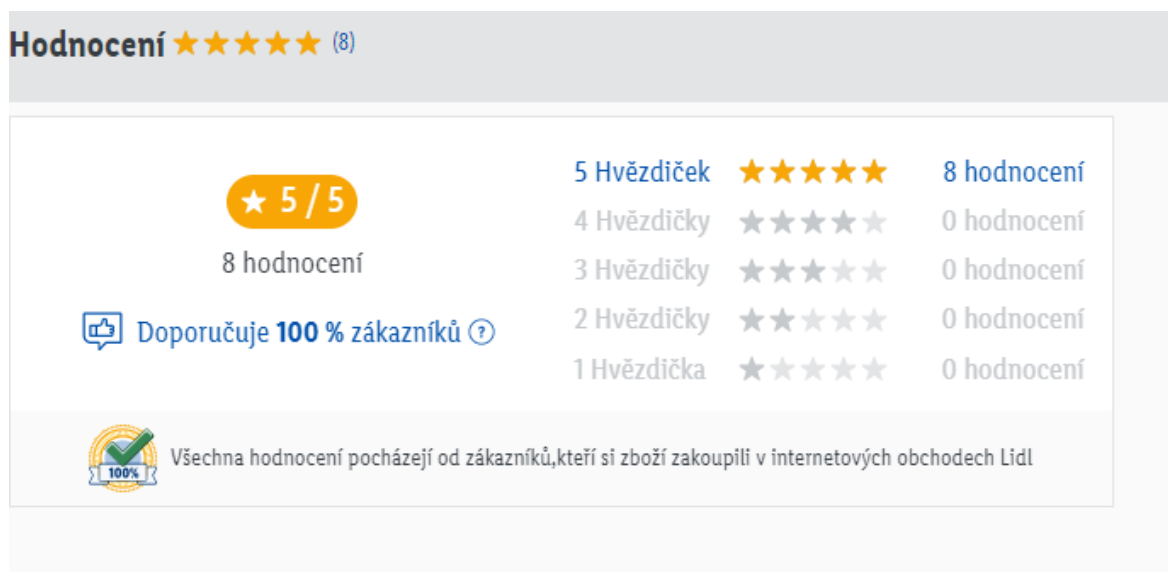 Hodnocení (8)
5 / 5
8 hodnocení
Doporučuje 100 % zákazníků ?
5 Hvězdiček 8 hodnocení
4 Hvězdičky 0 hodnocení
3 Hvězdičky 0 hodnocení
2 Hvězdičky 0 hodnocení
1 Hvězdička 0 hodnocení
100%
Všechna hodnocení pocházejí od zákazníků,kteří si zboží zakoupili v internetových obchodech Lidl